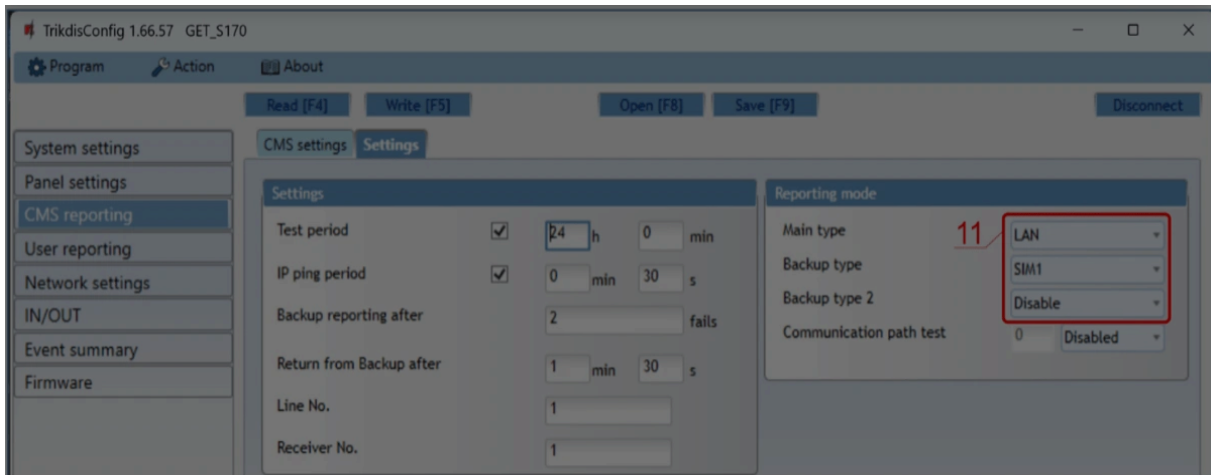 TrikdisConfig 1.66.57 GET_S170
Program Action About
Read [F4] Write [F5] Open [F8] Save [F9] Disconnect
System settings
Panel settings
CMS reporting
User reporting
Network settings
IN/OUT
Event summary
Firmware
CMS settings Settings
Settings
Test period 24 h 0 min
IP ping period 0 min 30 s
Backup reporting after 2 fails
Return from Backup after 1 min 30 s
Line No. 1
Receiver No. 1
Reporting mode
Main type 11 LAN
Backup type SIM1
Backup type 2 Disable
Communication path test 0 Disabled